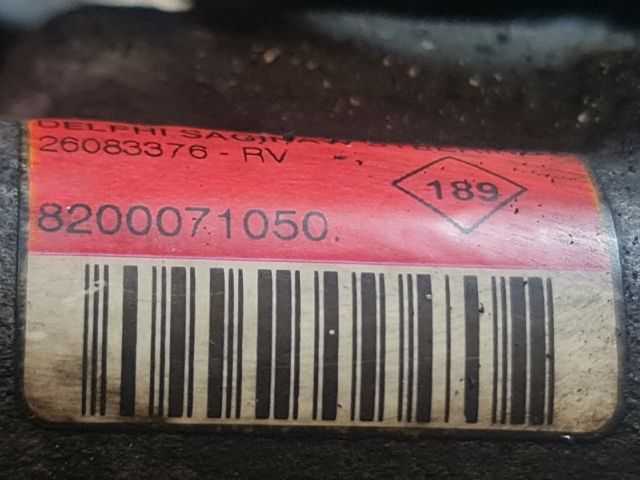 DELPHI SAGINAW
26083376 - RV
189
8200071050.